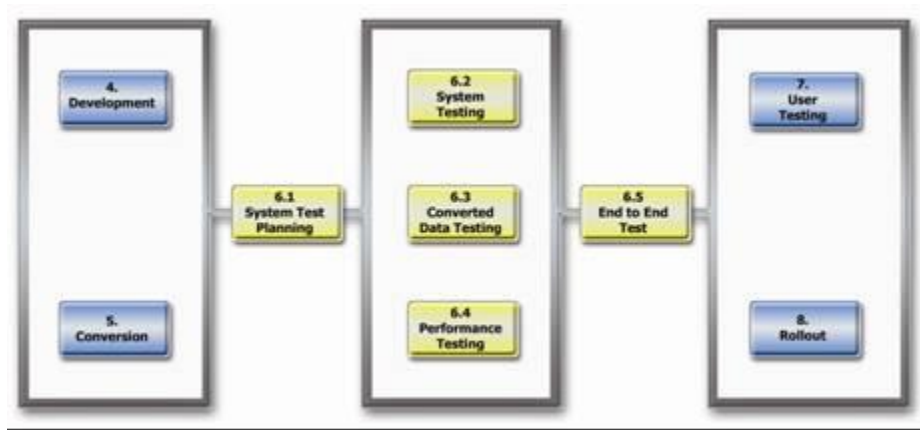 4.
Development
5.
Conversion
6.1
System Test
Planning
6.2
System
Testing
6.3
Converted
Data Testing
6.4
Performance
Testing
6.5
End to End
Test
7.
User
Testing
8.
Rollout